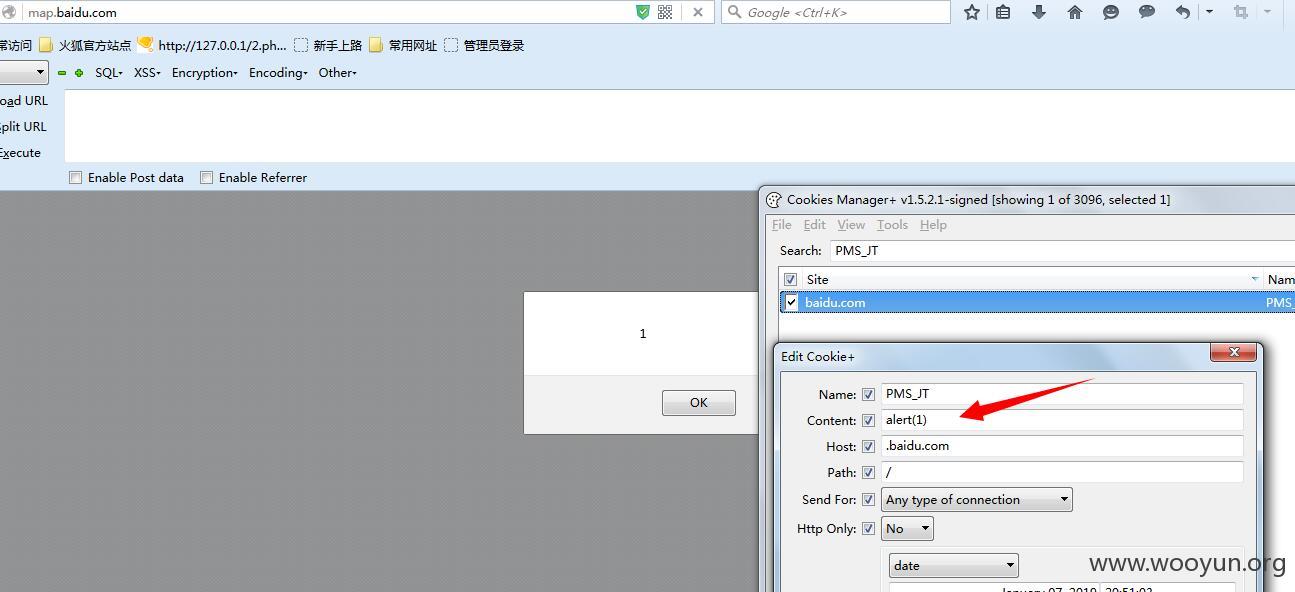 map.baidu.com
Google <Ctrl+K>
常访问 火狐官方站点 http://127.0.0.1/2.ph... 新手上路 常用网址 管理员登录
SQL XSS Encryption Encoding Other
oad URL
plit URL
Execute
Enable Post data Enable Referrer
Cookies Manager+ v1.5.2.1-signed [showing 1 of 3096, selected 1]
File Edit View Tools Help
Search: PMS_JT
Site Nam
baidu.com PMS_
1
OK
Edit Cookie+
Name: PMS_JT
Content: alert(1)
Host: .baidu.com
Path: /
Send For: Any type of connection
Http Only: No
date
www.wooyun.org